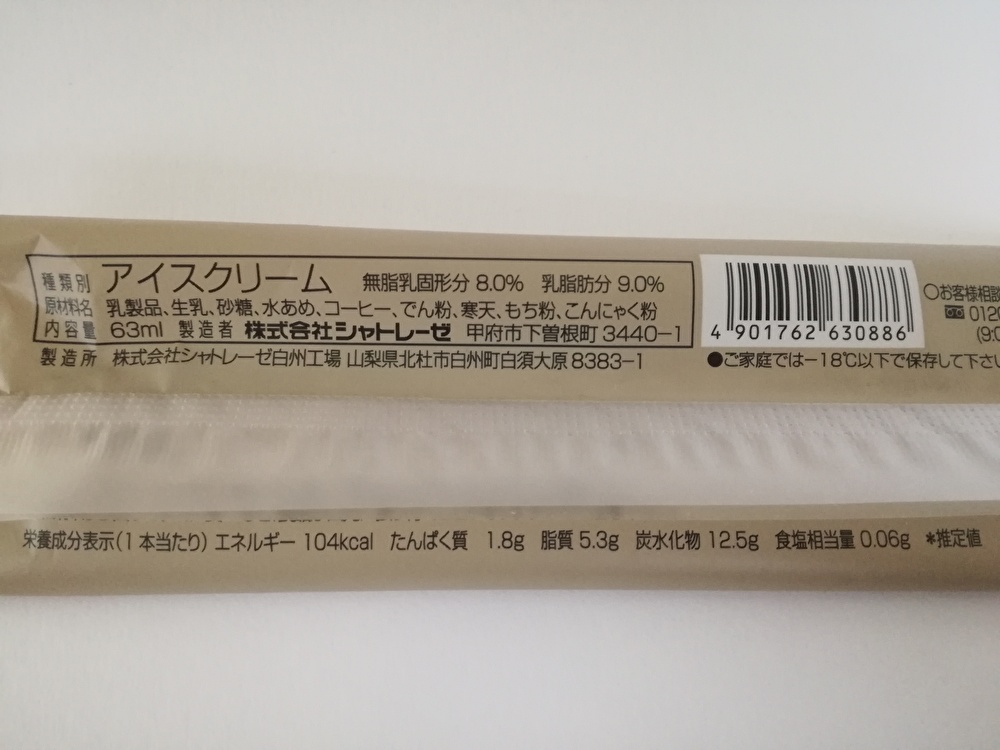 種類別 アイスクリーム 無脂乳固形分 8.0% 乳脂肪分 9.0%
原材料名 乳製品、生乳、砂糖、水あめ、コーヒー、でん粉、寒天、もち粉、こんにゃく粉
内容量 63ml 製造者 株式会社シャトレーゼ 甲府市下曽根町 3440-1
製造所 株式会社シャトレーゼ白州工場 山梨県北杜市白州町白須大原 8383-1
4 901762 630886
○お客様相談
0120
(9:0
●ご家庭では-18℃以下で保存して下さい
栄養成分表示(1本当たり) エネルギー 104kcal たんぱく質 1.8g 脂質 5.3g 炭水化物 12.5g 食塩相当量 0.06g *推定値